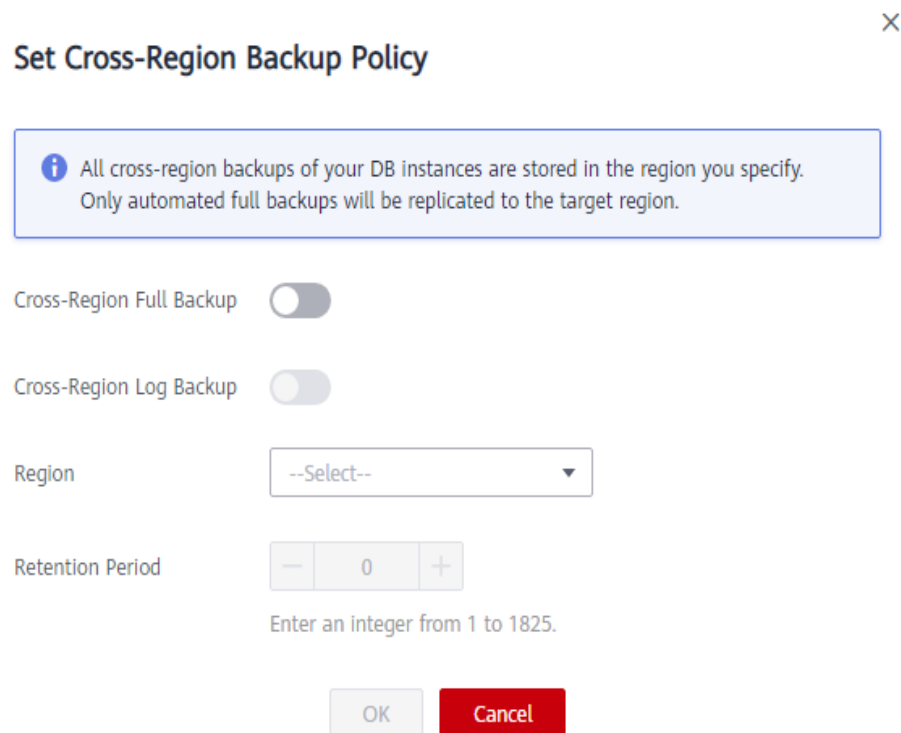 Set Cross-Region Backup Policy
All cross-region backups of your DB instances are stored in the region you specify.
Only automated full backups will be replicated to the target region.
Cross-Region Full Backup
Cross-Region Log Backup
Region --Select--
Retention Period 0
Enter an integer from 1 to 1825.
OK Cancel